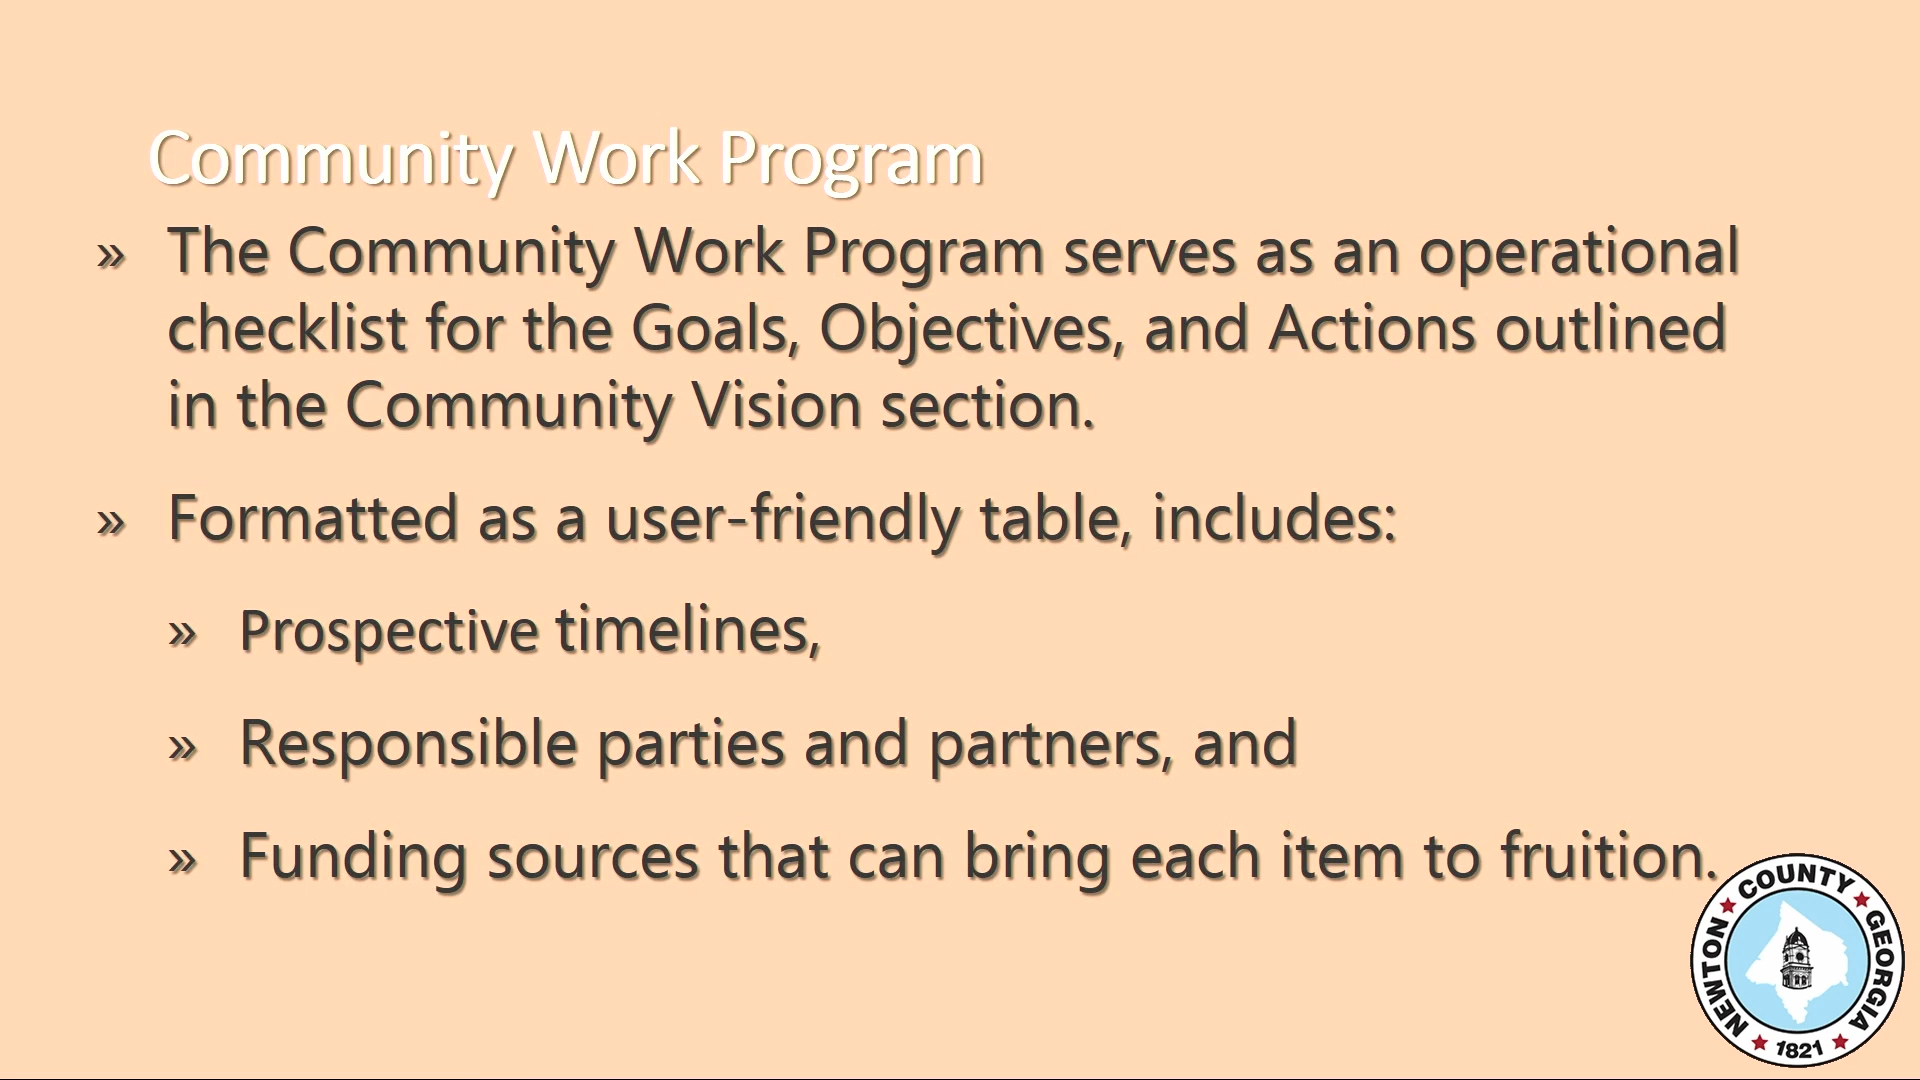 Community Work Program
» The Community Work Program serves as an operational
checklist for the Goals, Objectives, and Actions outlined
in the Community Vision section.
» Formatted as a user-friendly table, includes:
» Prospective timelines,
» Responsible parties and partners, and
» Funding sources that can bring each item to fruition.
NEWTON COUNTY GEORGIA
1821